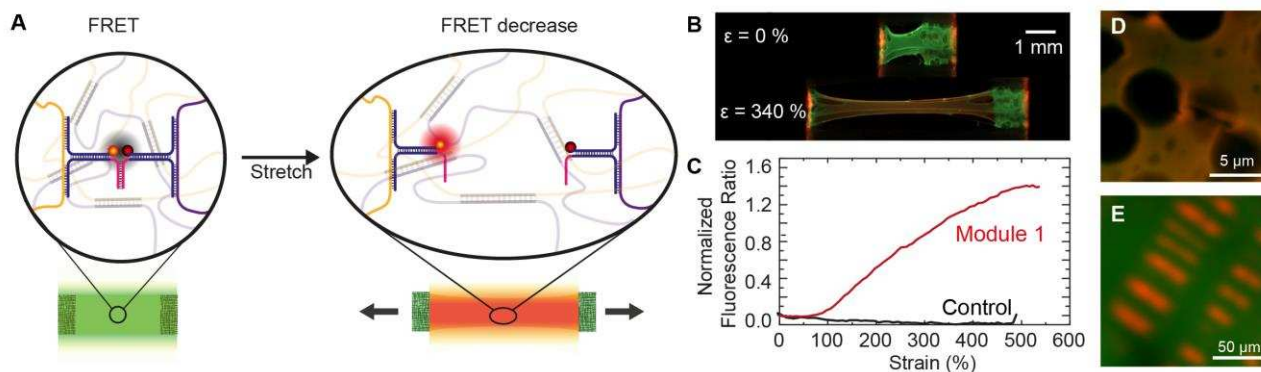 A
FRET
FRET decrease
Stretch
B
ε = 0 %
1 mm
ε = 340 %
C
Normalized
Fluorescence Ratio
1.6
1.2
0.8
0.4
0.0
Module 1
Control
0 100 200 300 400 500 600
Strain (%)
D
5 µm
E
50 µm